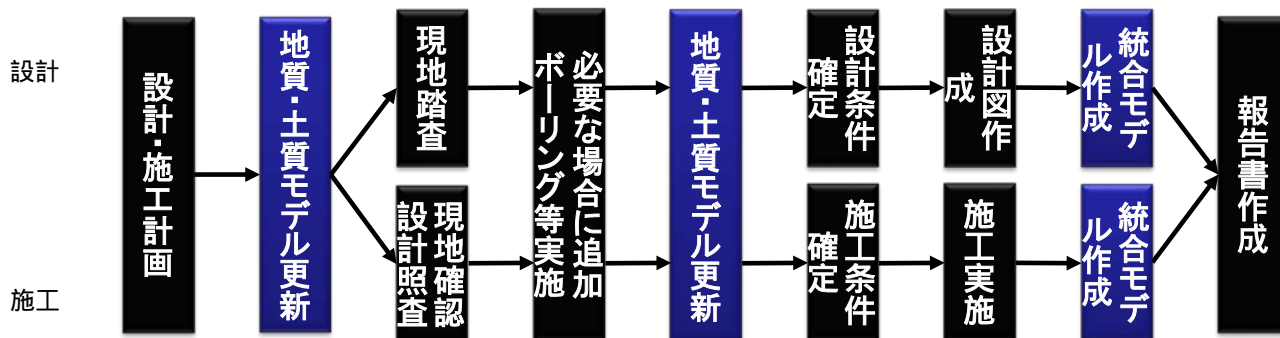 設計
施工
設計・施工計画
地質・土質モデル更新
現地踏査
現地確認
設計照査
必要な場合に追加
ボーリング等実施
地質・土質モデル更新
設計条件
確定
施工条件
確定
設計図作
成
施工実施
統合モデ
ル作成
統合モデ
ル作成
報告書作成